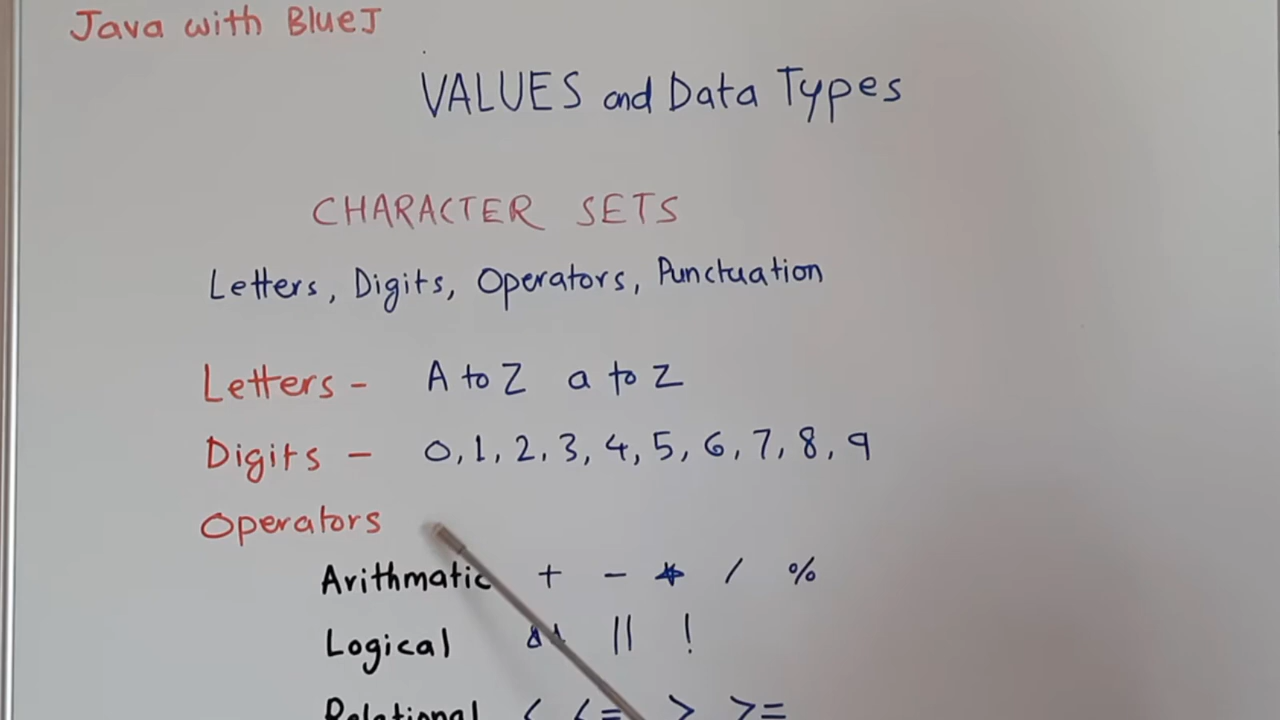 Java with BlueJ
VALUES and Data Types
CHARACTER SETS
Letters, Digits, Operators, Punctuation
Letters - A to Z a to Z
Digits - 0, 1, 2, 3, 4, 5, 6, 7, 8, 9
Operators
Arithmatic + - * / %
Logical || !
Relational < <= > >=